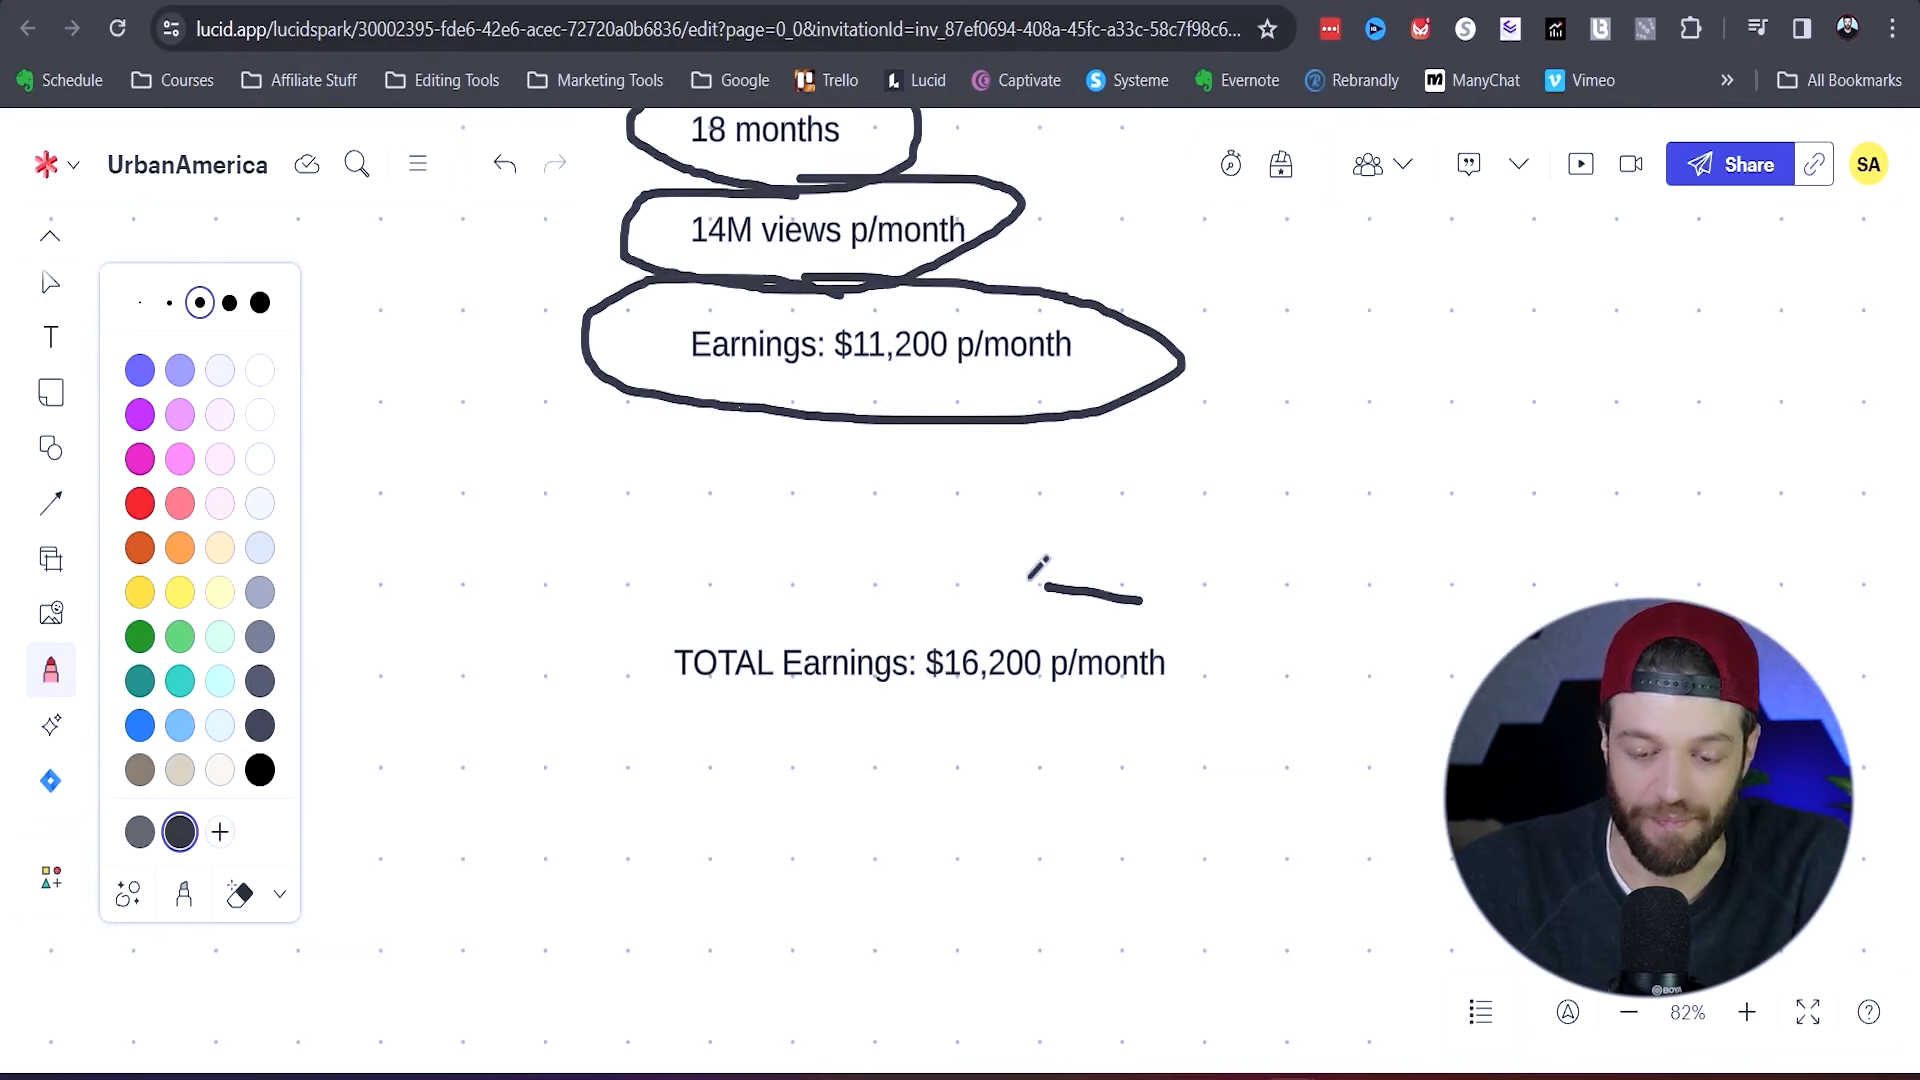 lucid.app/lucidspark/30002395-fde6-42e6-acec-72720a0b6836/edit?page=0_0&invitationId=inv_87ef0694-408a-45fc-a33c-58c7f98c6...
Schedule Courses Affiliate Stuff Editing Tools Marketing Tools Google Trello Lucid Captivate Systeme Evernote Rebrandly ManyChat Vimeo » All Bookmarks
18 months
UrbanAmerica Share SA
14M views p/month
Earnings: $11,200 p/month
TOTAL Earnings: $16,200 p/month
BOYA
82%